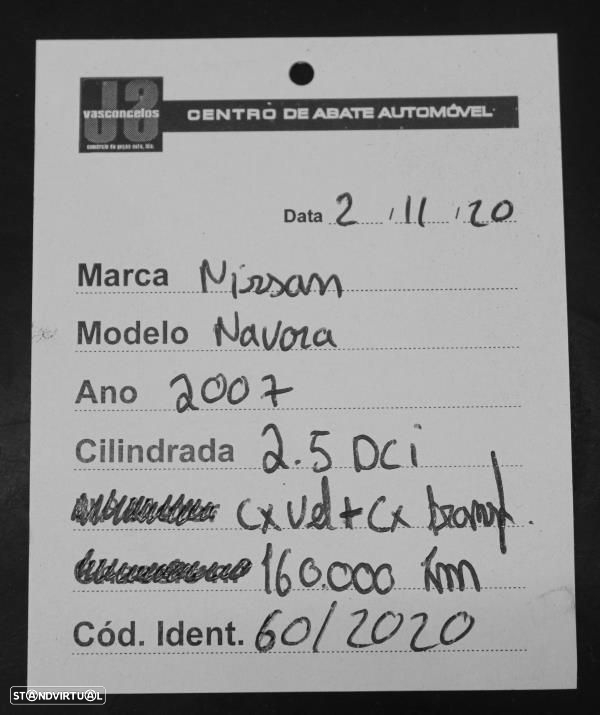 J3
vasconcelos
comércio de peças auto, lda.
CENTRO DE ABATE AUTOMÓVEL
Data 2 / 11 / 20
Marca Nissan
Modelo Navara
Ano 2007
Cilindrada 2.5 DCi
Cx Vel + Cx transf.
160.000 Km
Cód. Ident. 60/2020
STANDVIRTUAL